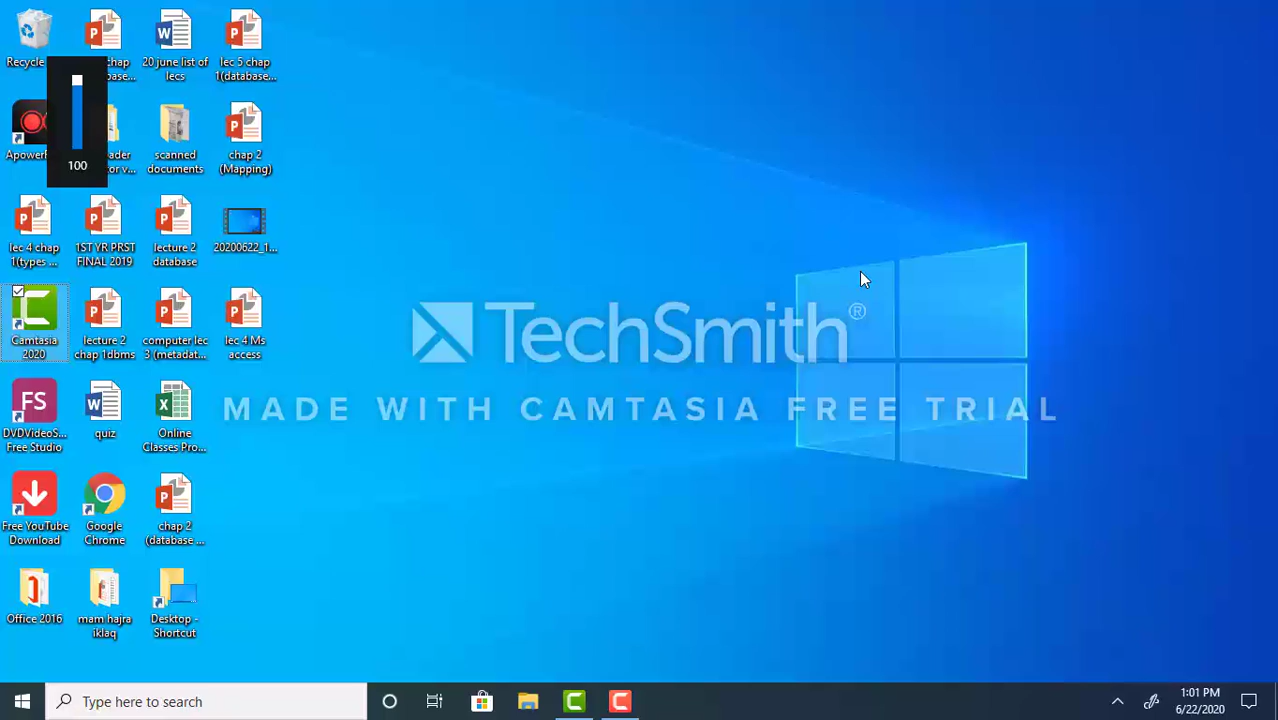 Recycle
chap
base...
20 june list of
lecs
lec 5 chap
1(database...
100
ApowerR
ader
or v...
scanned
documents
chap 2
(Mapping)
lec 4 chap
1(types ...
1ST YR PRST
FINAL 2019
lecture 2
database
20200622_1...
Camtasia
2020
lecture 2
chap 1dbms
computer lec
3 (metadat...
lec 4 Ms
access
TechSmith®
MADE WITH CAMTASIA FREE TRIAL
FS
DVDVideoS...
Free Studio
quiz
Online
Classes Pro...
Free YouTube
Download
Google
Chrome
chap 2
(database ...
Office 2016
mam hajra
iklaq
Desktop -
Shortcut
Type here to search
1:01 PM
6/22/2020